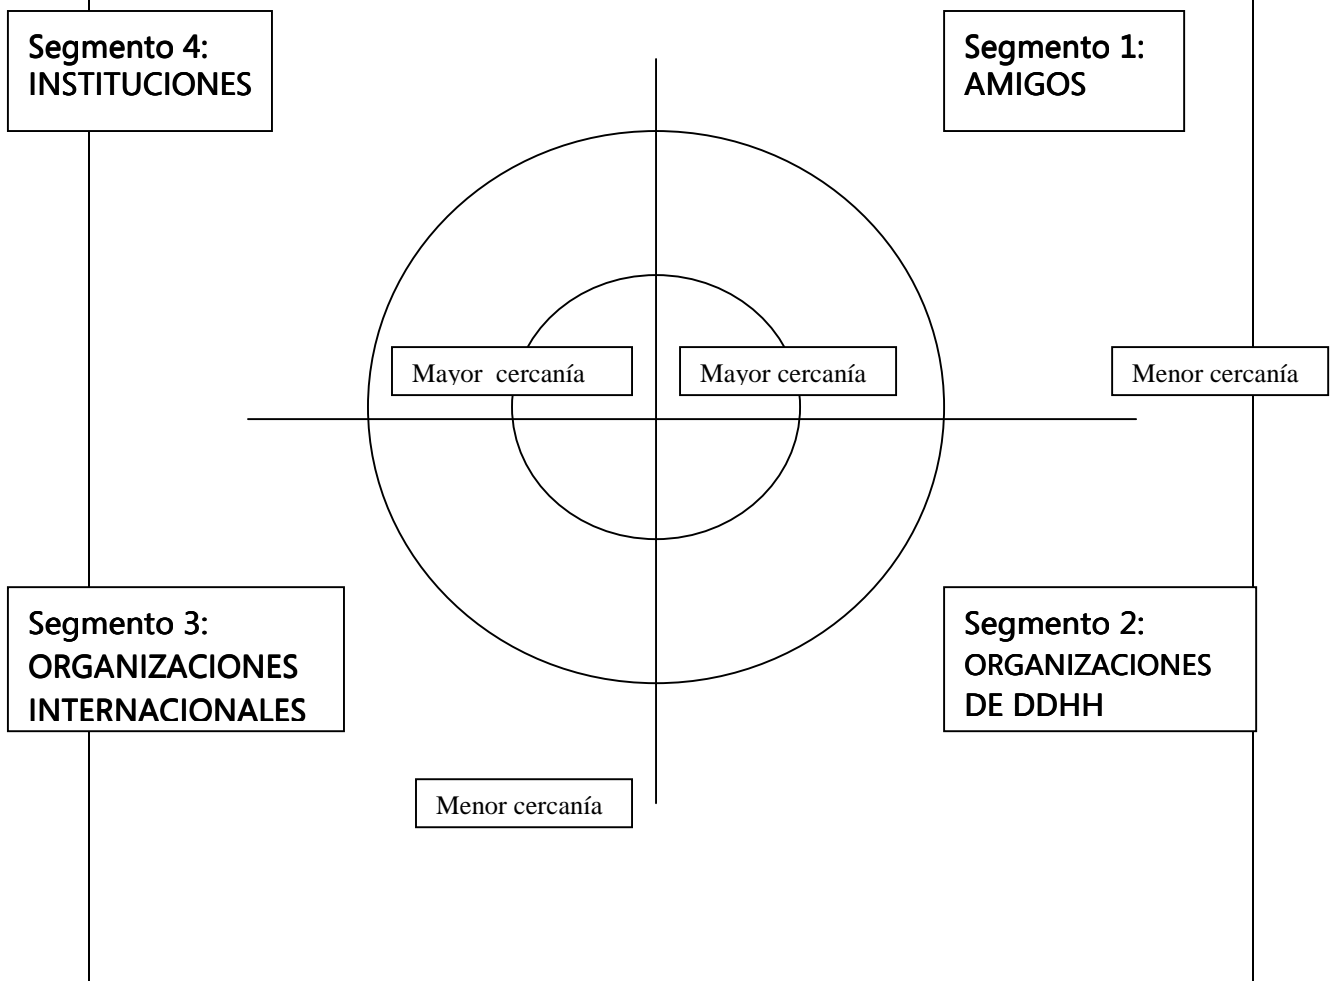 Segmento 4:
INSTITUCIONES
Segmento 1:
AMIGOS
Mayor  cercanía
Mayor cercanía
Menor cercanía
Segmento 3:
ORGANIZACIONES
INTERNACIONALES
Segmento 2:
ORGANIZACIONES
DE DDHH
Menor cercanía